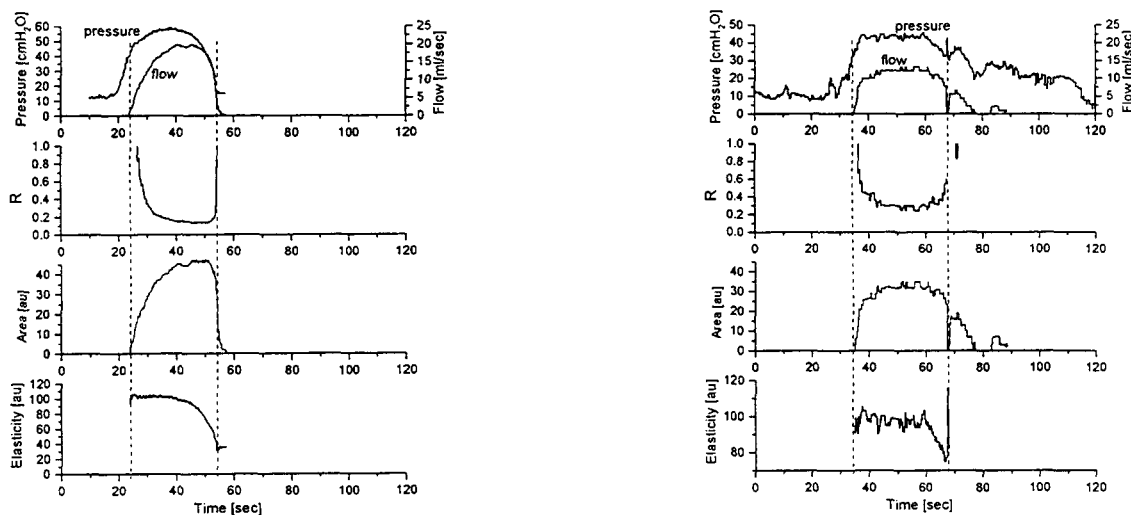 Pressure [cmH₂O]
60
50
40
30
20
10
0
pressure
flow
25
20
15
10
5
0
Flow [ml/sec]
0 20 40 60 80 100 120
R
1.0
0.8
0.6
0.4
0.2
0.0
0 20 40 60 80 100 120
Area [au]
40
30
20
10
0
0 20 40 60 80 100 120
Elasticity [au]
120
100
80
60
40
20
0
0 20 40 60 80 100 120
Time [sec]
Pressure [cmH₂O]
50
40
30
20
10
0
pressure
flow
25
20
15
10
5
0
Flow [ml/sec]
0 20 40 60 80 100 120
R
1.0
0.8
0.6
0.4
0.2
0.0
0 20 40 60 80 100 120
Area [au]
40
30
20
10
0
0 20 40 60 80 100 120
Elasticity [au]
120
100
80
0 20 40 60 80 100 120
Time [sec]